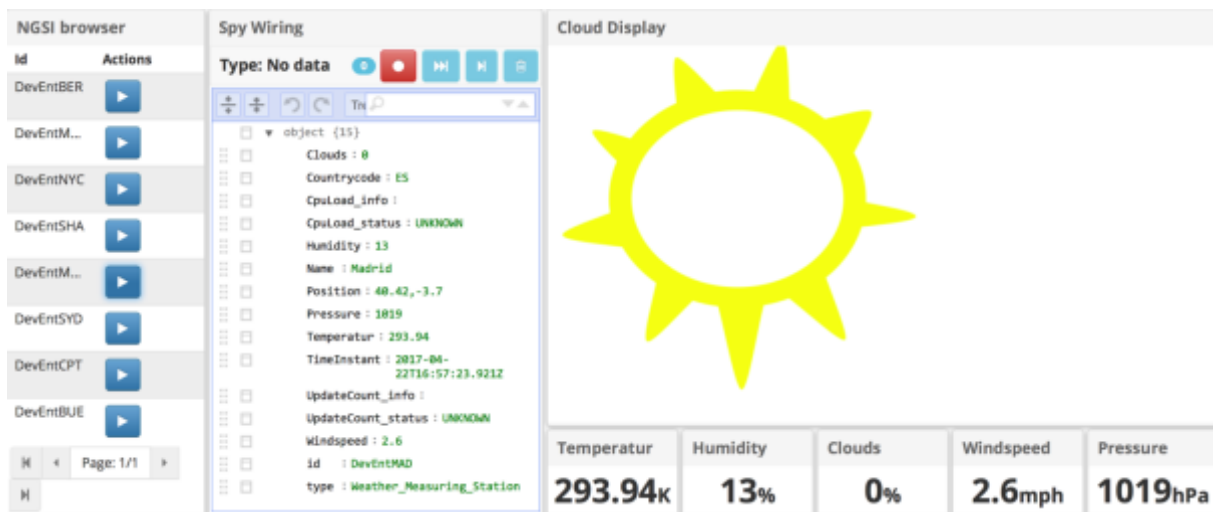 NGSI browser
Id Actions
DevEntBER
DevEntM...
DevEntNYC
DevEntSHA
DevEntM...
DevEntSYD
DevEntCPT
DevEntBUE
Page: 1/1
Spy Wiring
Type: No data 0
object {15}
Clouds : 0
Countrycode : ES
CpuLoad_info :
CpuLoad_status : UNKNOWN
Humidity : 13
Name : Madrid
Position : 40.42,-3.7
Pressure : 1019
Temperatur : 293.94
TimeInstant : 2017-04-
22T16:57:23.921Z
UpdateCount_info :
UpdateCount_status : UNKNOWN
Windspeed : 2.6
id : DevEntMAD
type : Weather_Measuring_Station
Cloud Display
Temperatur
293.94K
Humidity
13%
Clouds
0%
Windspeed
2.6mph
Pressure
1019hPa